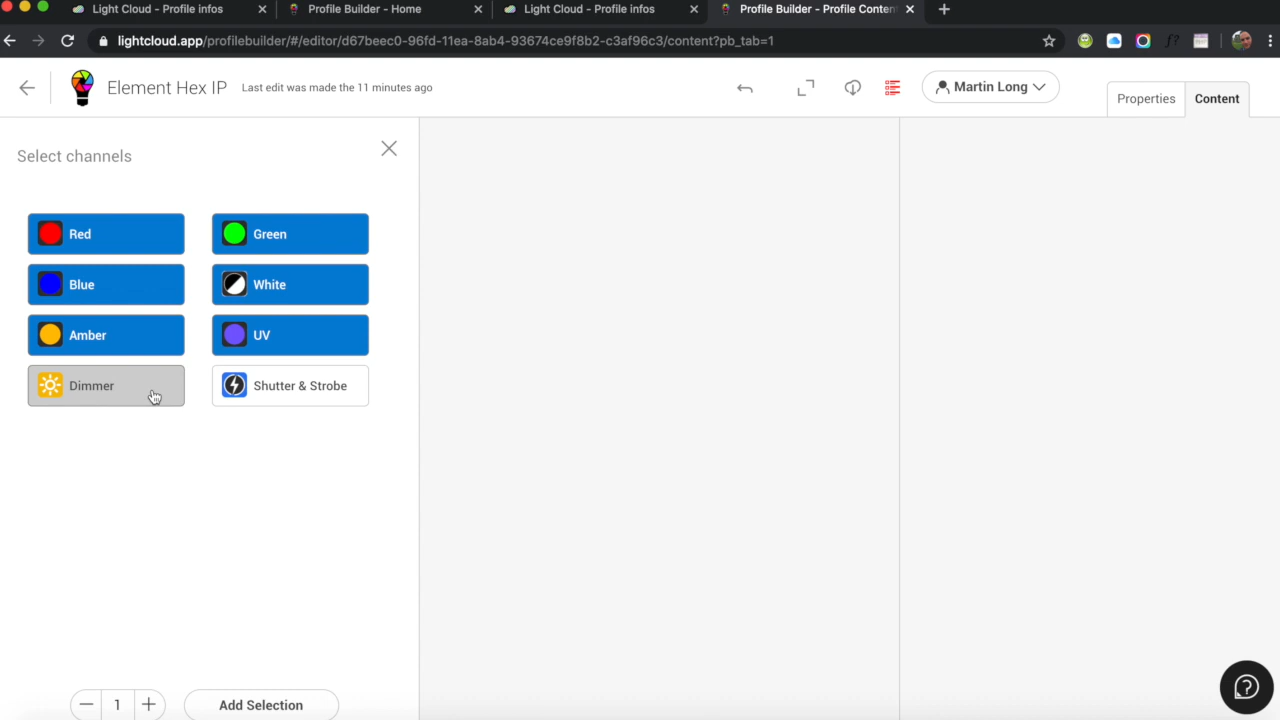 Light Cloud - Profile infos
Profile Builder - Home
Light Cloud - Profile infos
Profile Builder - Profile Conten
lightcloud.app/profilebuilder/#/editor/d67beec0-96fd-11ea-8ab4-93674ce9f8b2-c3af96c3/content?pb_tab=1
f?
Element Hex IP
Last edit was made the 11 minutes ago
Martin Long
Properties
Content
Select channels
Red
Green
Blue
White
Amber
UV
Dimmer
Shutter & Strobe
1
Add Selection